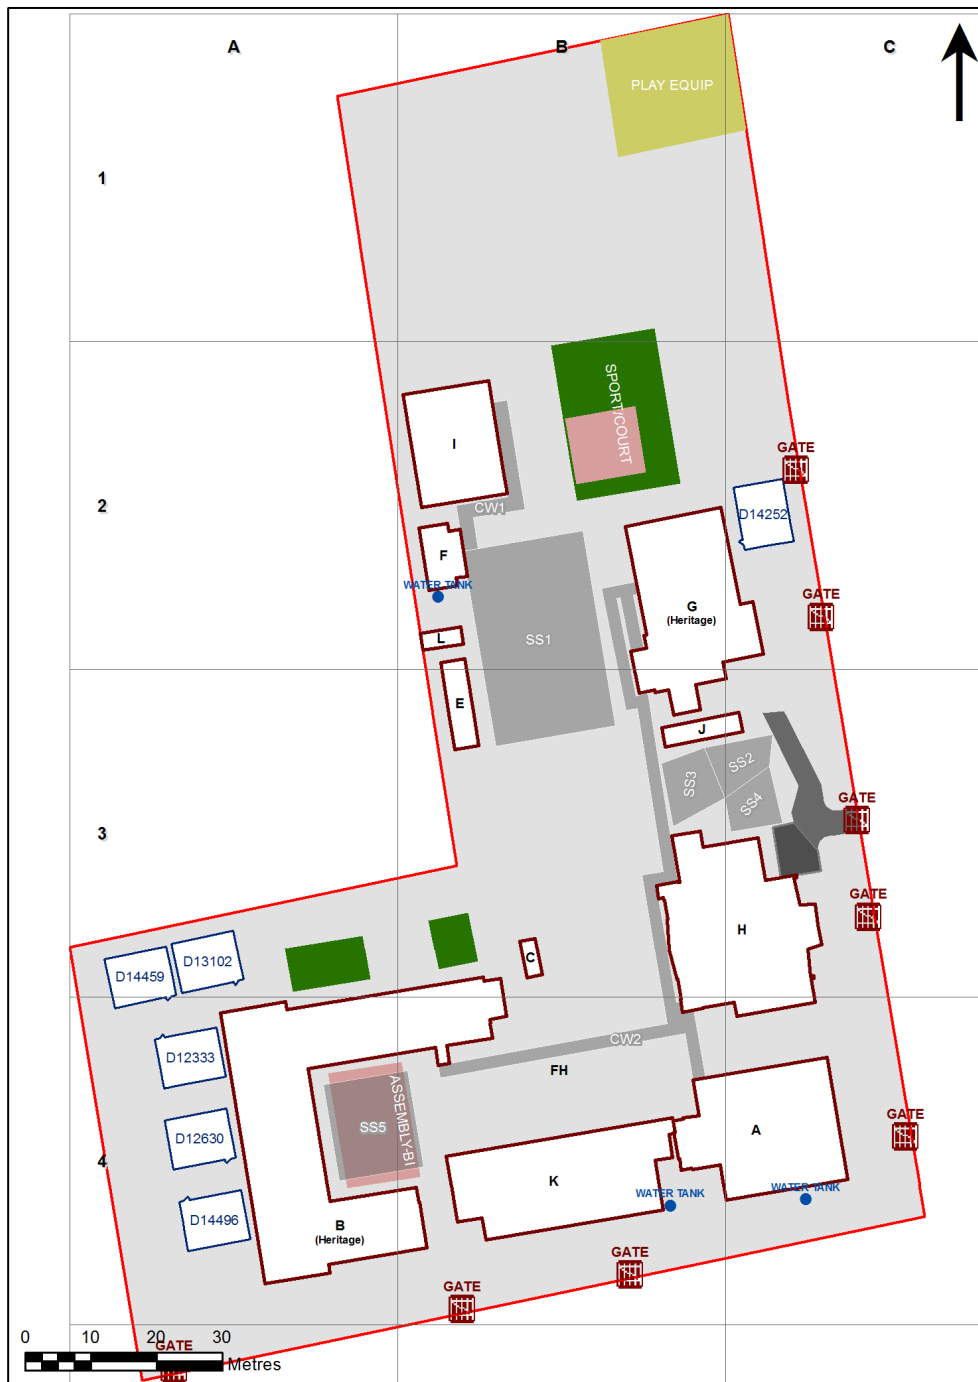 A
B
C
PLAY EQUIP
1
SPORT/COURT
I
GATE
2
CW1
D14252
F
WATER TANK
GATE
G
(Heritage)
L
SS1
E
J
SS2
SS3
SS4
GATE
3
GATE
H
D13102
D14459
C
D12333
CW2
FH
ASSEMBLY-BI
SS5
A
GATE
D12630
4
K
WATER TANK
WATER TANK
D14496
B
(Heritage)
GATE
GATE
0 10 20 30
GATE
Metres